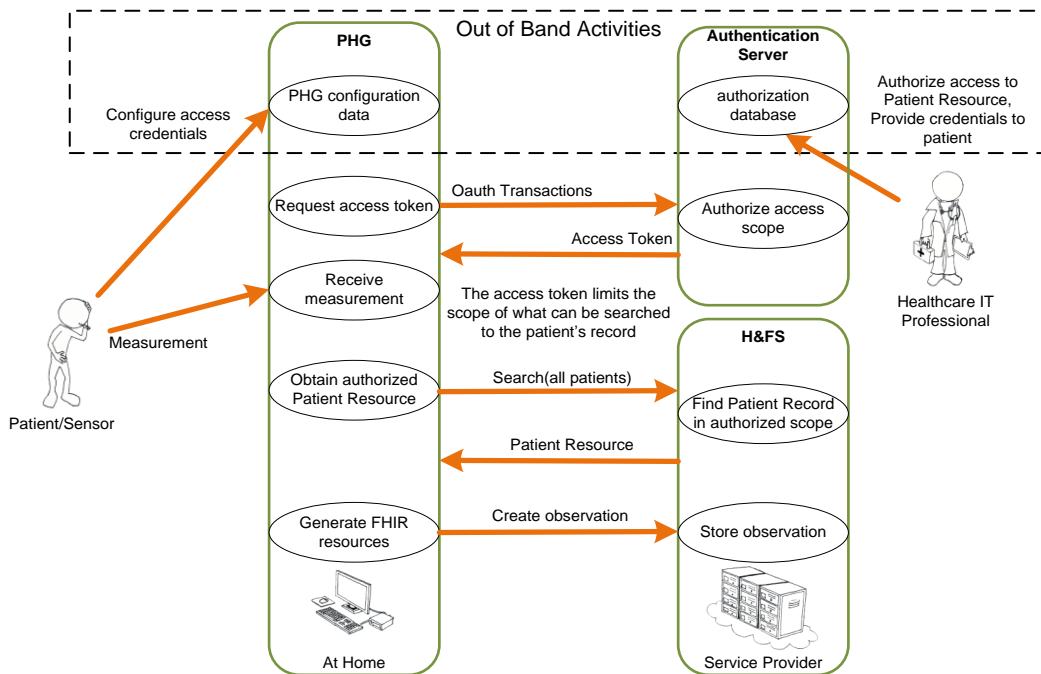 Out of Band Activities
PHG
Authentication
Server
PHG configuration
data
authorization
database
Configure access
credentials
Authorize access to
Patient Resource,
Provide credentials to
patient
Request access token
Oauth Transactions
Authorize access
scope
Access Token
Receive
measurement
The access token limits the
scope of what can be searched
to the patient's record
Healthcare IT
Professional
Measurement
H&FS
Obtain authorized
Patient Resource
Search(all patients)
Find Patient Record
in authorized scope
Patient/Sensor
Patient Resource
Generate FHIR
resources
Create observation
Store observation
At Home
Service Provider